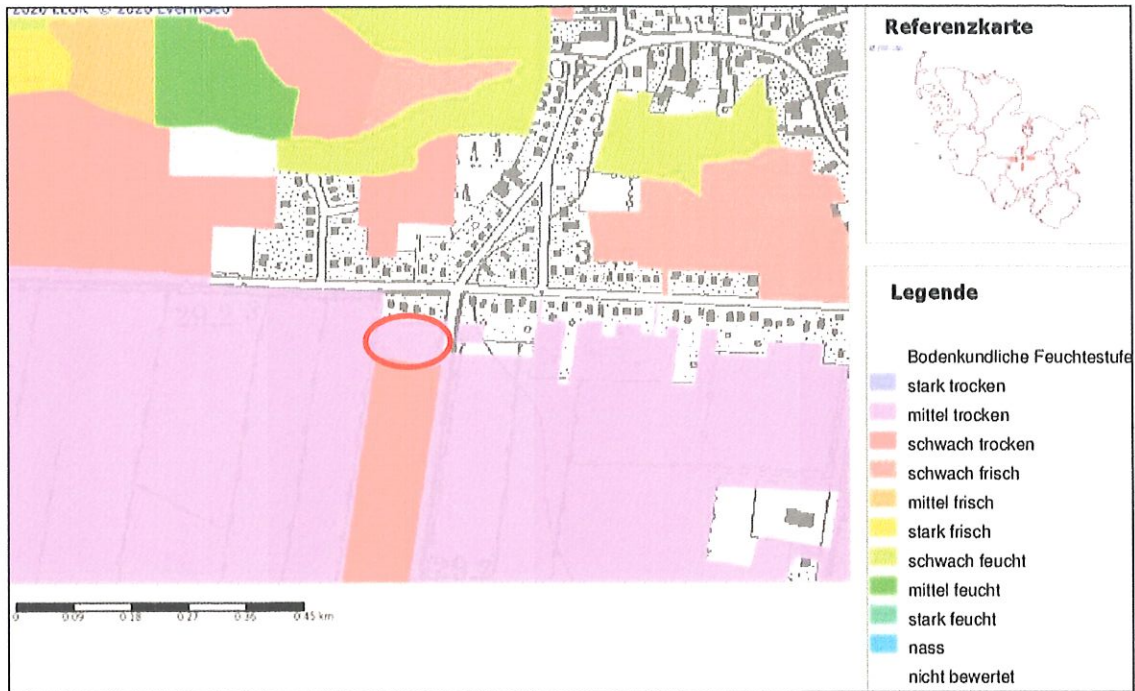 Referenzkarte
Legende
Bodenkundliche Feuchtestufe
stark trocken
mittel trocken
schwach trocken
schwach frisch
mittel frisch
stark frisch
schwach feucht
mittel feucht
stark feucht
nass
nicht bewertet
0 0.09 0.18 0.27 0.36 0.45 km